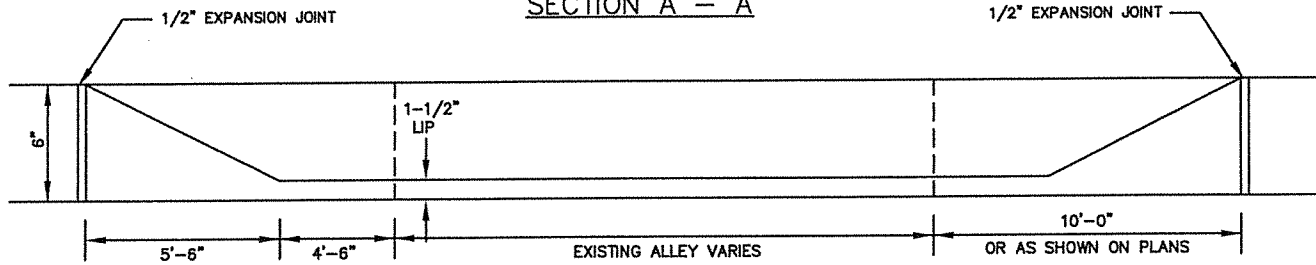 SECTION A - A
1/2" EXPANSION JOINT
1/2" EXPANSION JOINT
1-1/2"
LIP
6"
5'-6"
4'-6"
EXISTING ALLEY VARIES
10'-0"
OR AS SHOWN ON PLANS